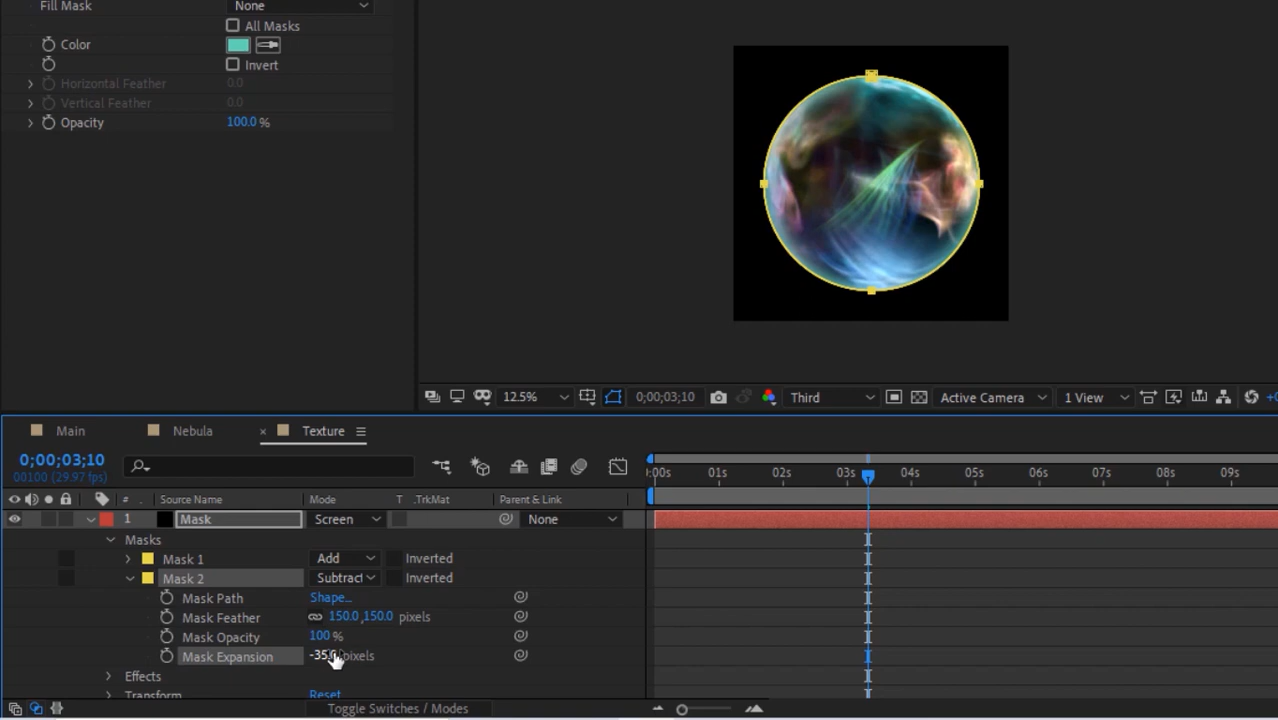 Fill Mask None
All Masks
Color
Invert
Horizontal Feather 0.0
Vertical Feather 0.0
Opacity 100.0 %
12.5% 0;00;03;10 Third Active Camera 1 View
Main Nebula Texture
0;00;03;10
00100 (29.97 fps)
:00s 01s 02s 03s 04s 05s 06s 07s 08s 09s
# Source Name Mode T .TrkMat Parent & Link
1 Mask Screen None
Masks
Mask 1 Add Inverted
Mask 2 Subtract Inverted
Mask Path Shape...
Mask Feather 150.0,150.0 pixels
Mask Opacity 100 %
Mask Expansion pixels
Effects
Transform Reset
Toggle Switches / Modes